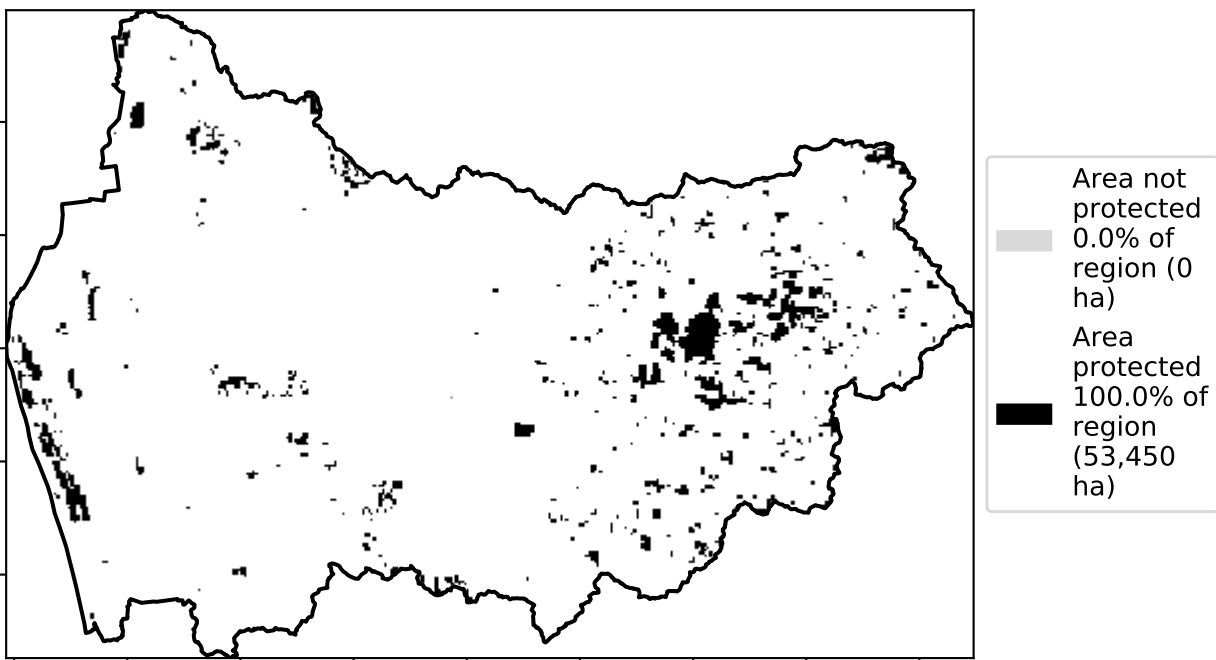 Area not
protected
0.0% of
region (0
ha)
Area
protected
100.0% of
region
(53,450
ha)